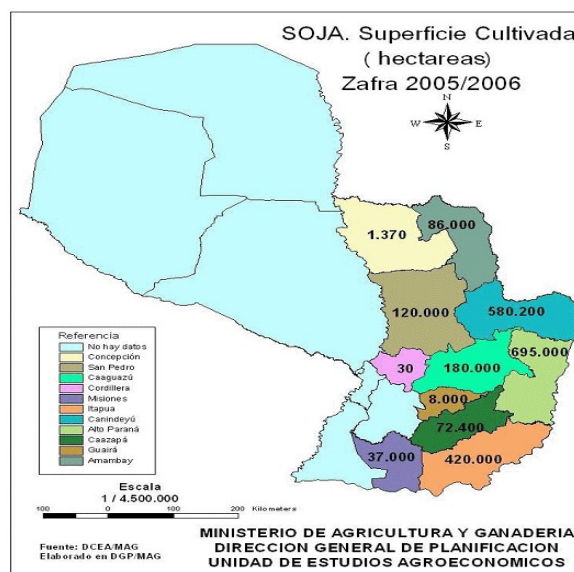 SOJA. Superficie Cultivada
( hectareas)
Zafra 2005/2006
N
W E
S
1.370
86.000
120.000
580.200
30
180.000
695.000
8.000
72.400
37.000
420.000
Referencia
No hay datos
Concepción
San Pedro
Caaguazú
Cordillera
Misiones
Itapua
Canindeyú
Alto Paraná
Caazapá
Guairá
Amambay
Escala
1 / 4.500.000
100 0 100 200 Kilometers
Fuente: DCEA/MAG
Elaborado en DGP/MAG
MINISTERIO DE AGRICULTURA Y GANADERIA
DIRECCION GENERAL DE PLANIFICACION
UNIDAD DE ESTUDIOS AGROECONOMICOS